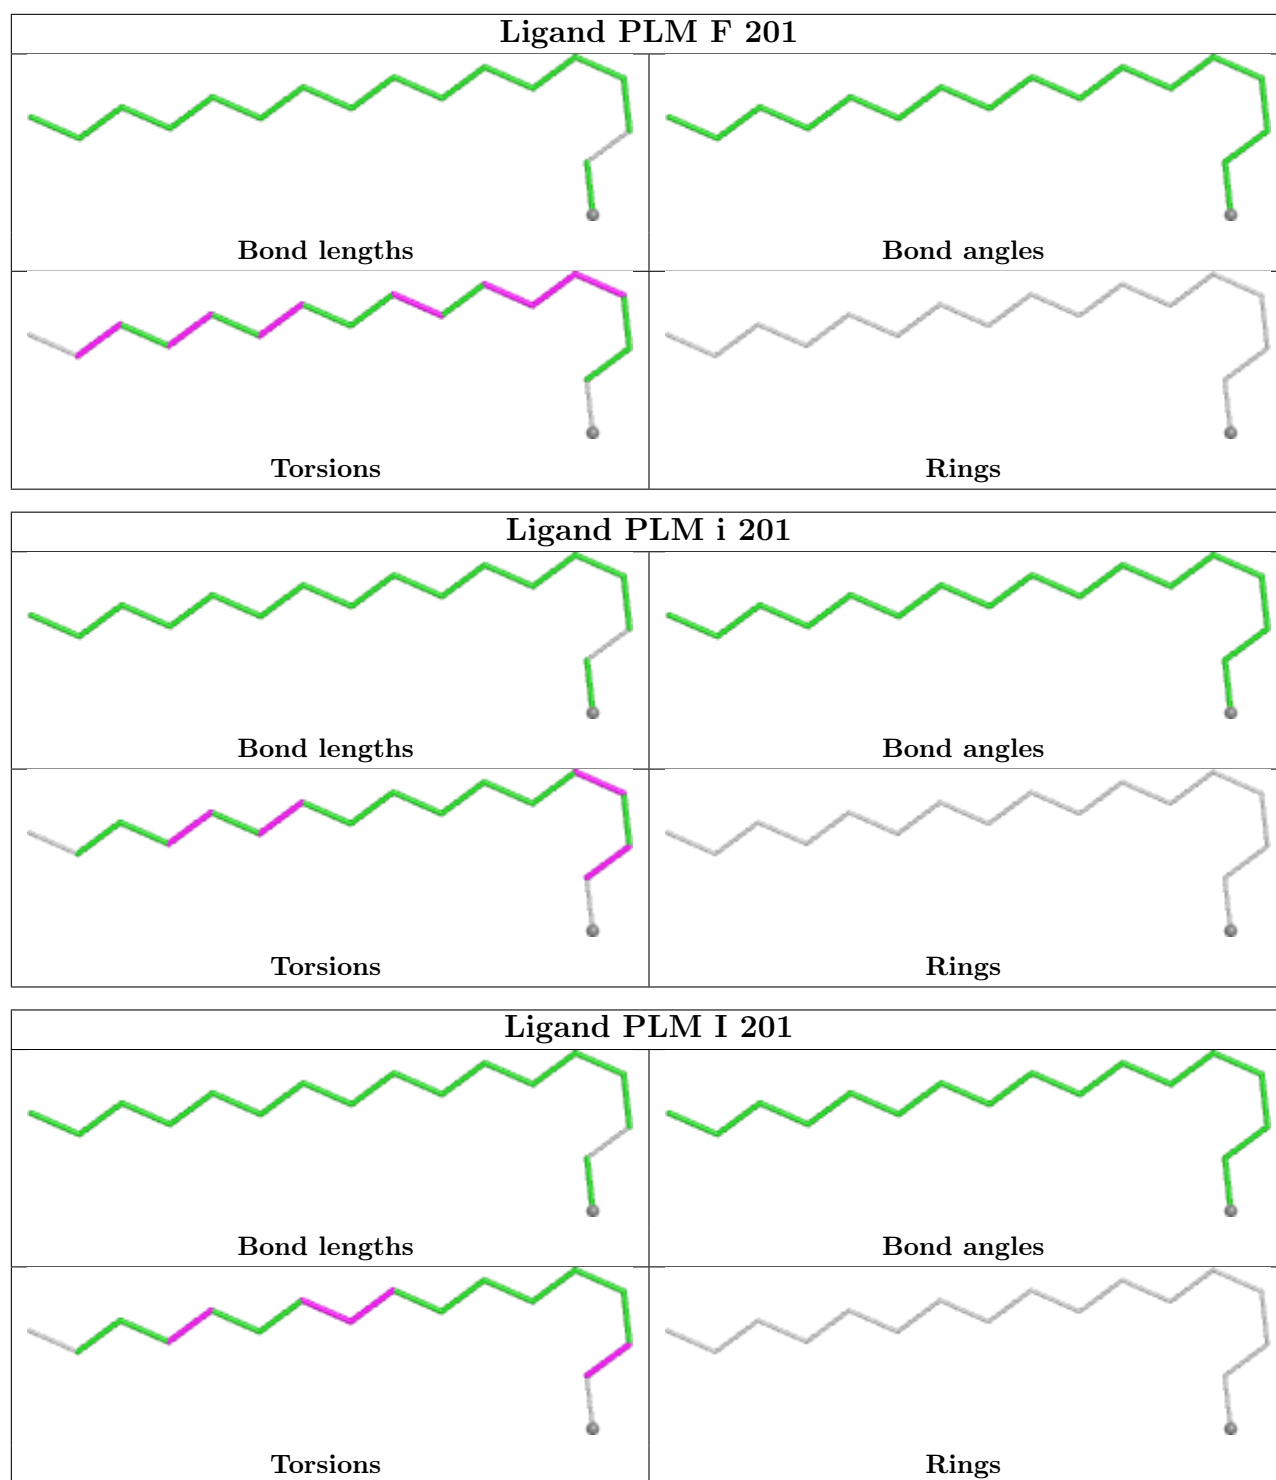 Ligand PLM F 201
Bond lengths
Bond angles
Torsions
Rings
Ligand PLM i 201
Bond lengths
Bond angles
Torsions
Rings
Ligand PLM I 201
Bond lengths
Bond angles
Torsions
Rings